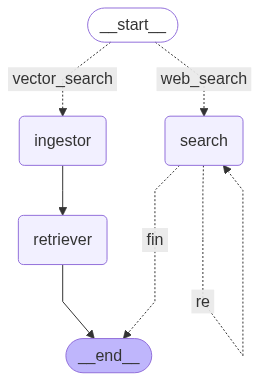 __start__
vector_search
web_search
ingestor
search
retriever
fin
re
__end__